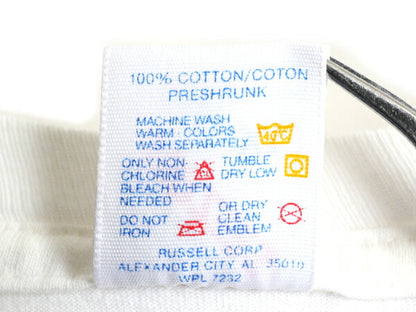 100% COTTON/COTON
PRESHRUNK
MACHINE WASH
WARM - COLORS
WASH SEPARATELY 40°C
ONLY NON- TUMBLE
CHLORINE DRY LOW
BLEACH WHEN
NEEDED
DO NOT OR DRY
IRON CLEAN
EMBLEM
RUSSELL CORP
ALEXANDER CITY, AL 35010
WPL 7232